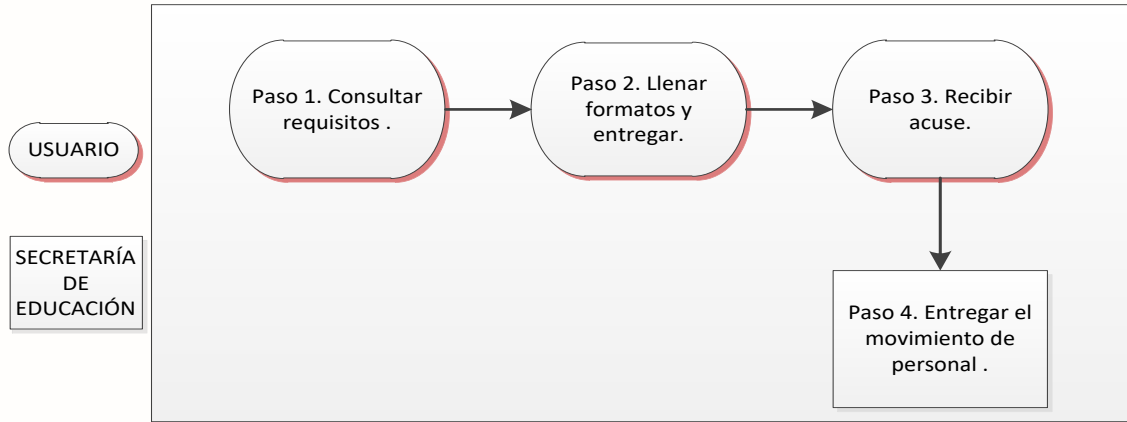 Paso 1. Consultar
requisitos .
Paso 2. Llenar
formatos y
entregar.
Paso 3. Recibir
acuse.
USUARIO
SECRETARÍA
DE
EDUCACIÓN
Paso 4. Entregar el
movimiento de
personal .